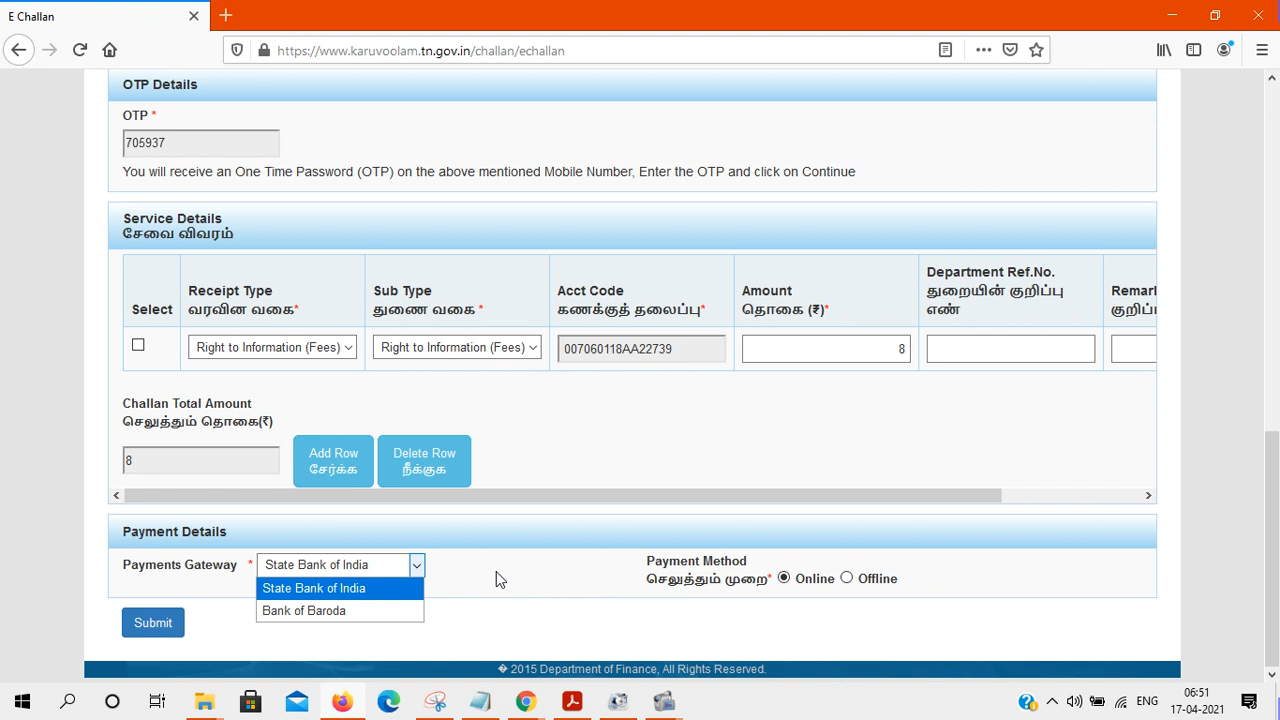 E Challan
https://www.karuvoolam.tn.gov.in/challan/echallan
OTP Details
OTP *
705937
You will receive an One Time Password (OTP) on the above mentioned Mobile Number, Enter the OTP and click on Continue
Service Details
சேவை விவரம்
Select
Receipt Type
வரவின வகை*
Sub Type
துணை வகை *
Acct Code
கணக்குத் தலைப்பு*
Amount
தொகை (₹)*
Department Ref.No.
துறையின் குறிப்பு
எண்
Remar
குறிப்
Right to Information (Fees)
Right to Information (Fees)
007060118AA22739
8
Challan Total Amount
செலுத்தும் தொகை(₹)
8
Add Row
சேர்க்க
Delete Row
நீக்குக
Payment Details
Payments Gateway *
State Bank of India
State Bank of India
Bank of Baroda
Payment Method
செலுத்தும் முறை* Online Offline
Submit
� 2015 Department of Finance, All Rights Reserved.
ENG
06:51
17-04-2021